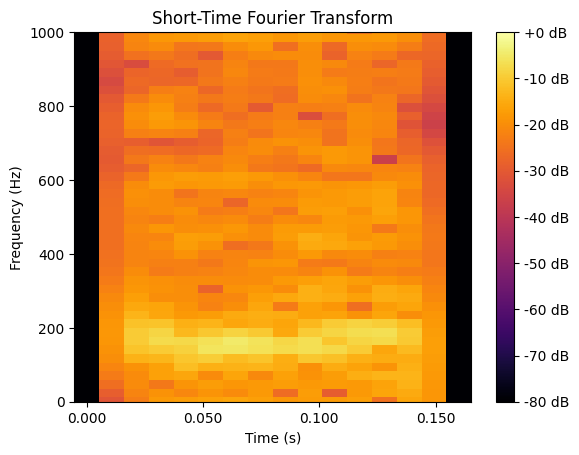 Short-Time Fourier Transform
1000
800
600
400
200
0
Frequency (Hz)
0.000
0.050
0.100
0.150
Time (s)
+0 dB
-10 dB
-20 dB
-30 dB
-40 dB
-50 dB
-60 dB
-70 dB
-80 dB